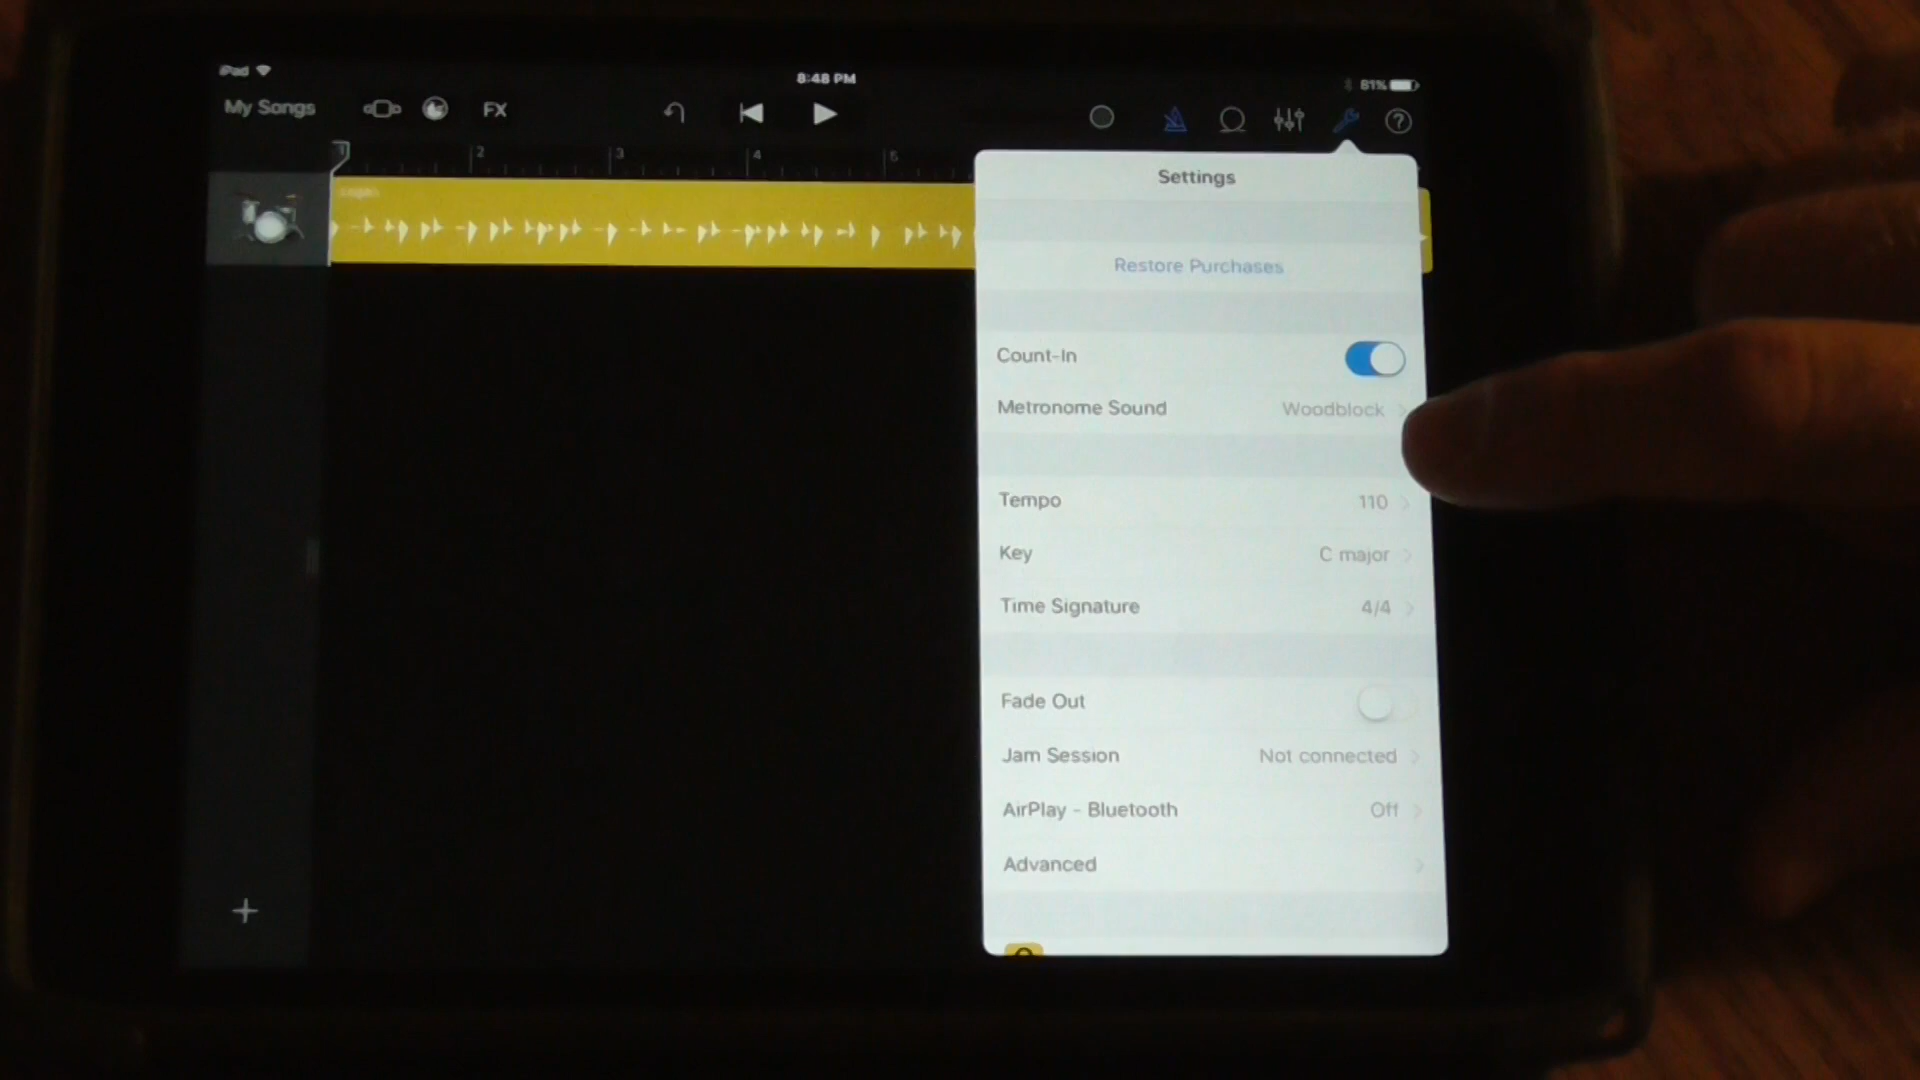 iPad
8:48 PM
81%
My Songs
FX
1 2 3 4 5
Settings
Restore Purchases
Count-In
Metronome Sound Woodblock
Tempo 110
Key C major
Time Signature 4/4
Fade Out
Jam Session Not connected
AirPlay - Bluetooth Off
Advanced